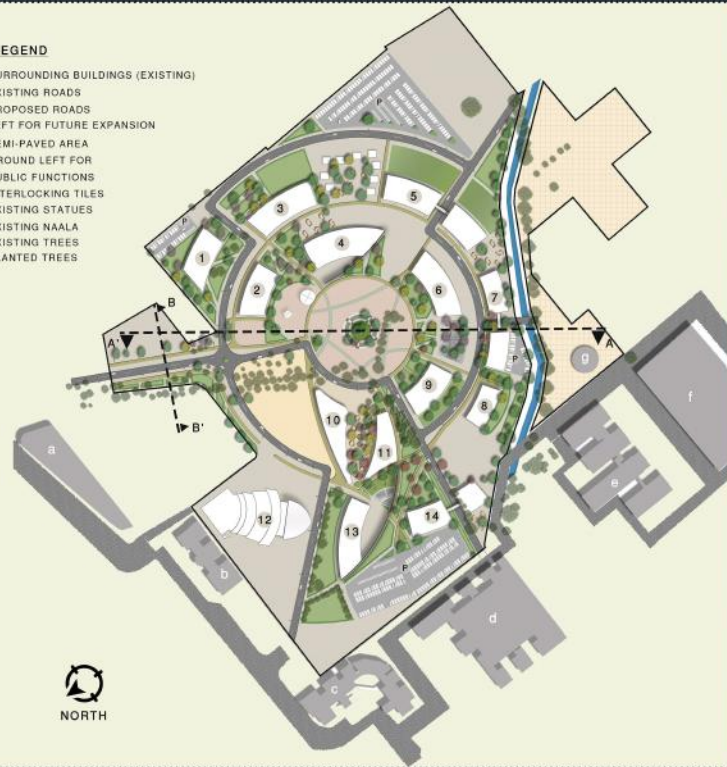 EGEND
URROUNDING BUILDINGS (EXISTING)
XISTING ROADS
ROPOSED ROADS
EFT FOR FUTURE EXPANSION
EMI-PAVED AREA
ROUND LEFT FOR
UBLIC FUNCTIONS
TERLOCKING TILES
XISTING STATUES
XISTING NAALA
XISTING TREES
LANTED TREES
P
3
5
P
1
4
2
6
7
B
A'
A
P
g
9
8
f
B'
10
a
11
e
12
13
14
b
P
d
c
NORTH